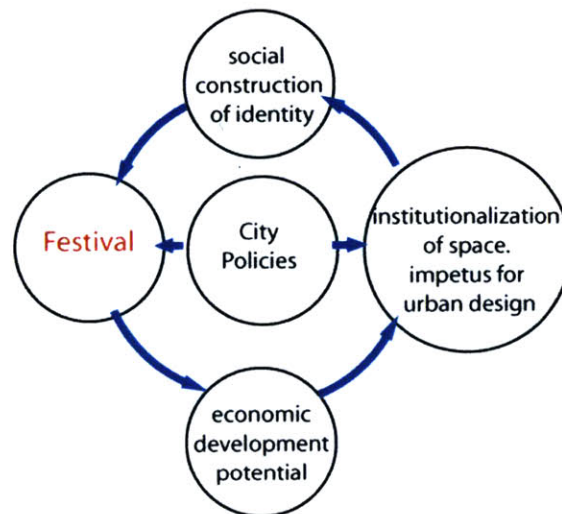 social
construction
of identity
Festival
City
Policies
institutionalization
of space.
impetus for
urban design
economic
development
potential